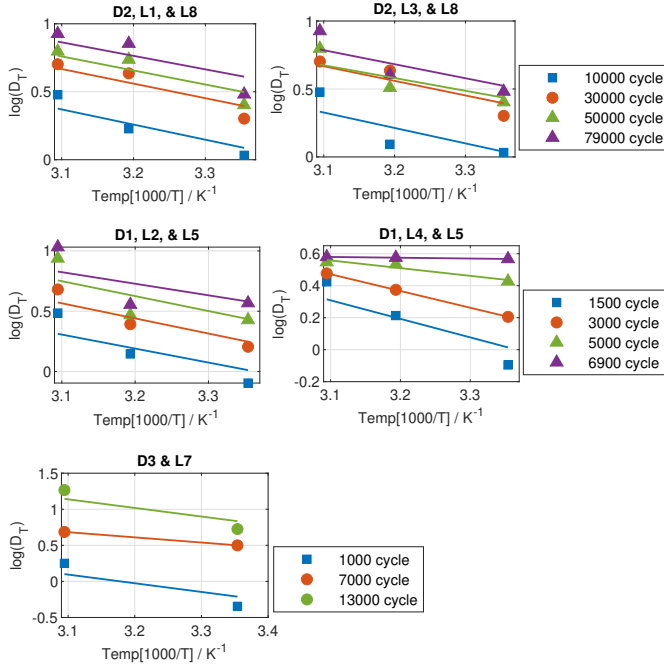 D2, L1, & L8
log(D_T)
1
0.5
0
3.1 3.2 3.3
Temp[1000/T] / K^-1
D2, L3, & L8
log(D_T)
1
0.5
0
3.1 3.2 3.3
Temp[1000/T] / K^-1
10000 cycle
30000 cycle
50000 cycle
79000 cycle
D1, L2, & L5
log(D_T)
1
0.5
0
3.1 3.2 3.3
Temp[1000/T] / K^-1
D1, L4, & L5
log(D_T)
0.6
0.4
0.2
0
-0.2
3.1 3.2 3.3
Temp[1000/T] / K^-1
1500 cycle
3000 cycle
5000 cycle
6900 cycle
D3 & L7
log(D_T)
1.5
1
0.5
0
-0.5
3.1 3.2 3.3 3.4
Temp[1000/T] / K^-1
1000 cycle
7000 cycle
13000 cycle